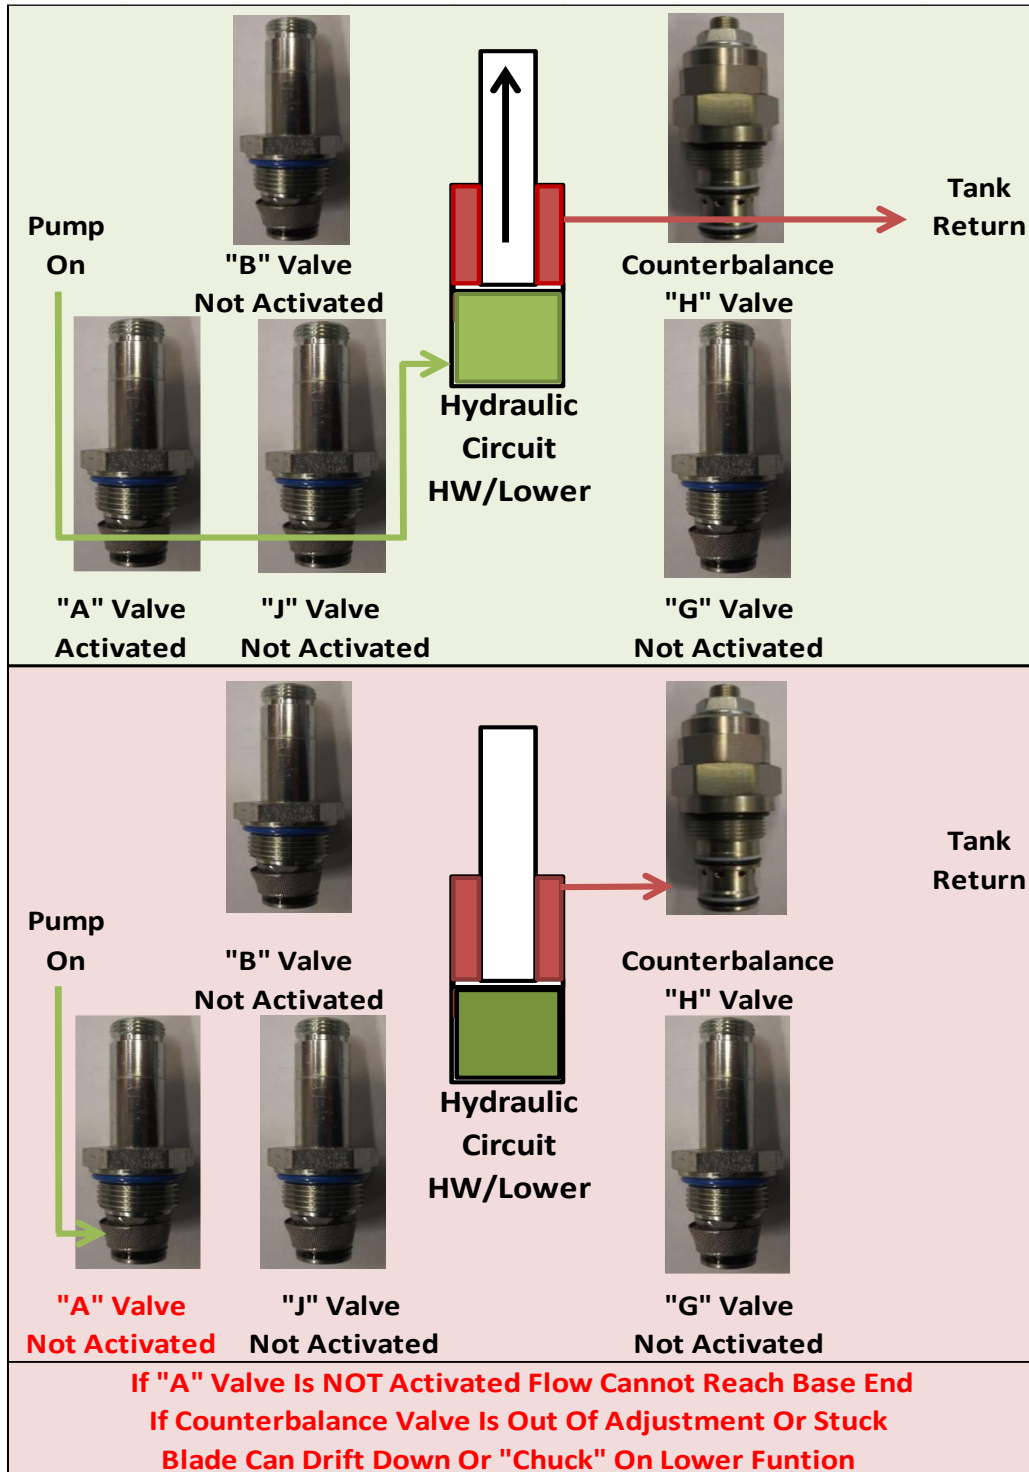 Pump
On
"B" Valve
Not Activated
Counterbalance
"H" Valve
Tank
Return
Hydraulic
Circuit
HW/Lower
"A" Valve
Activated
"J" Valve
Not Activated
"G" Valve
Not Activated
Pump
On
"B" Valve
Not Activated
Counterbalance
"H" Valve
Tank
Return
Hydraulic
Circuit
HW/Lower
"A" Valve
Not Activated
"J" Valve
Not Activated
"G" Valve
Not Activated
If "A" Valve Is NOT Activated Flow Cannot Reach Base End
If Counterbalance Valve Is Out Of Adjustment Or Stuck
Blade Can Drift Down Or "Chuck" On Lower Funtion